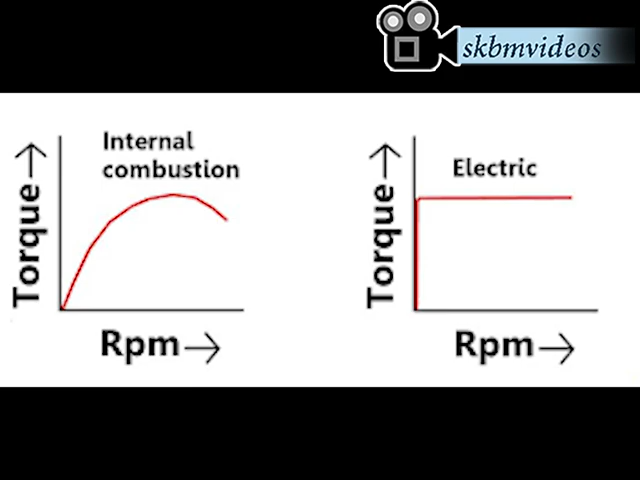 skbmvideos
Internal
combustion
Torque
Rpm
Electric
Torque
Rpm